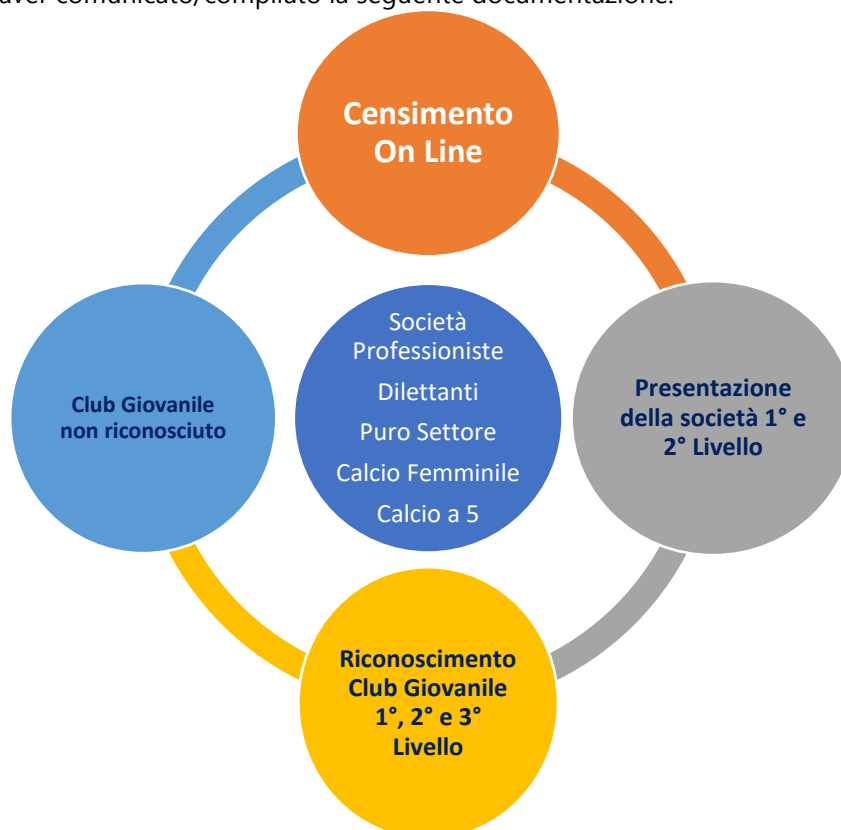 aver comunicato/compilato la seguente documentazione:
Censimento
On Line
Club Giovanile
non riconosciuto
Società
Professioniste
Dilettanti
Puro Settore
Calcio Femminile
Calcio a 5
Presentazione
della società 1° e
2° Livello
Riconoscimento
Club Giovanile
1°, 2° e 3°
Livello